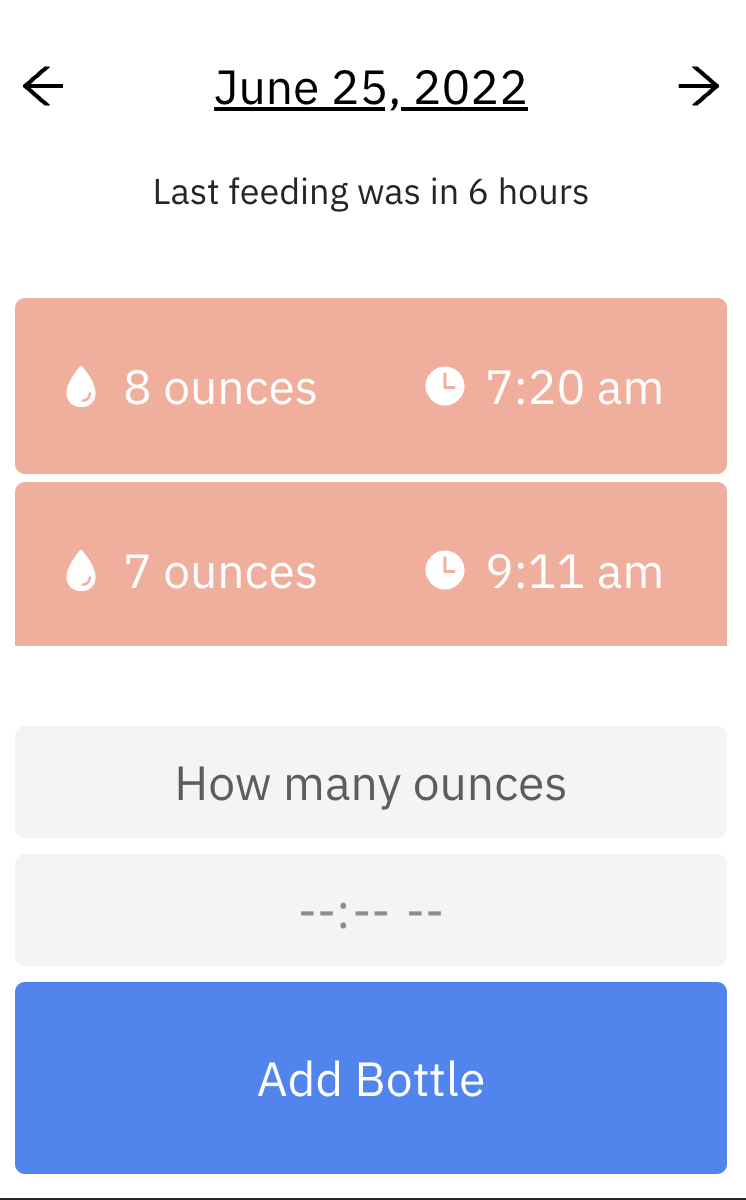 June 25, 2022
Last feeding was in 6 hours
8 ounces 7:20 am
7 ounces 9:11 am
How many ounces
--:-- --
Add Bottle